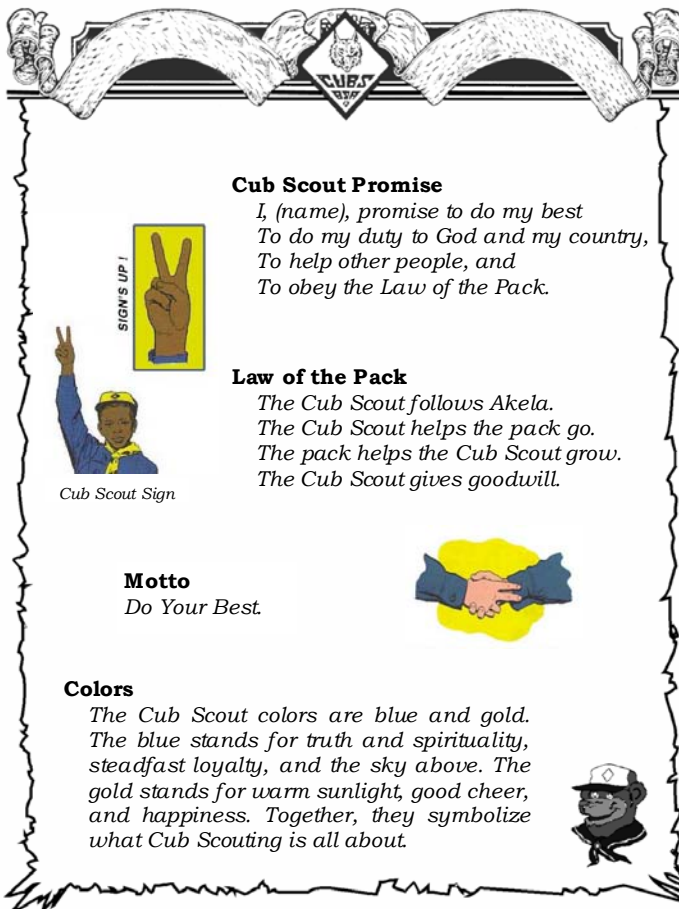 CUBS
BSA
Cub Scout Promise
I, (name), promise to do my best
To do my duty to God and my country,
To help other people, and
To obey the Law of the Pack.
SIGN'S UP !
Law of the Pack
The Cub Scout follows Akela.
The Cub Scout helps the pack go.
The pack helps the Cub Scout grow.
The Cub Scout gives goodwill.
Cub Scout Sign
Motto
Do Your Best.
Colors
The Cub Scout colors are blue and gold.
The blue stands for truth and spirituality,
steadfast loyalty, and the sky above. The
gold stands for warm sunlight, good cheer,
and happiness. Together, they symbolize
what Cub Scouting is all about.